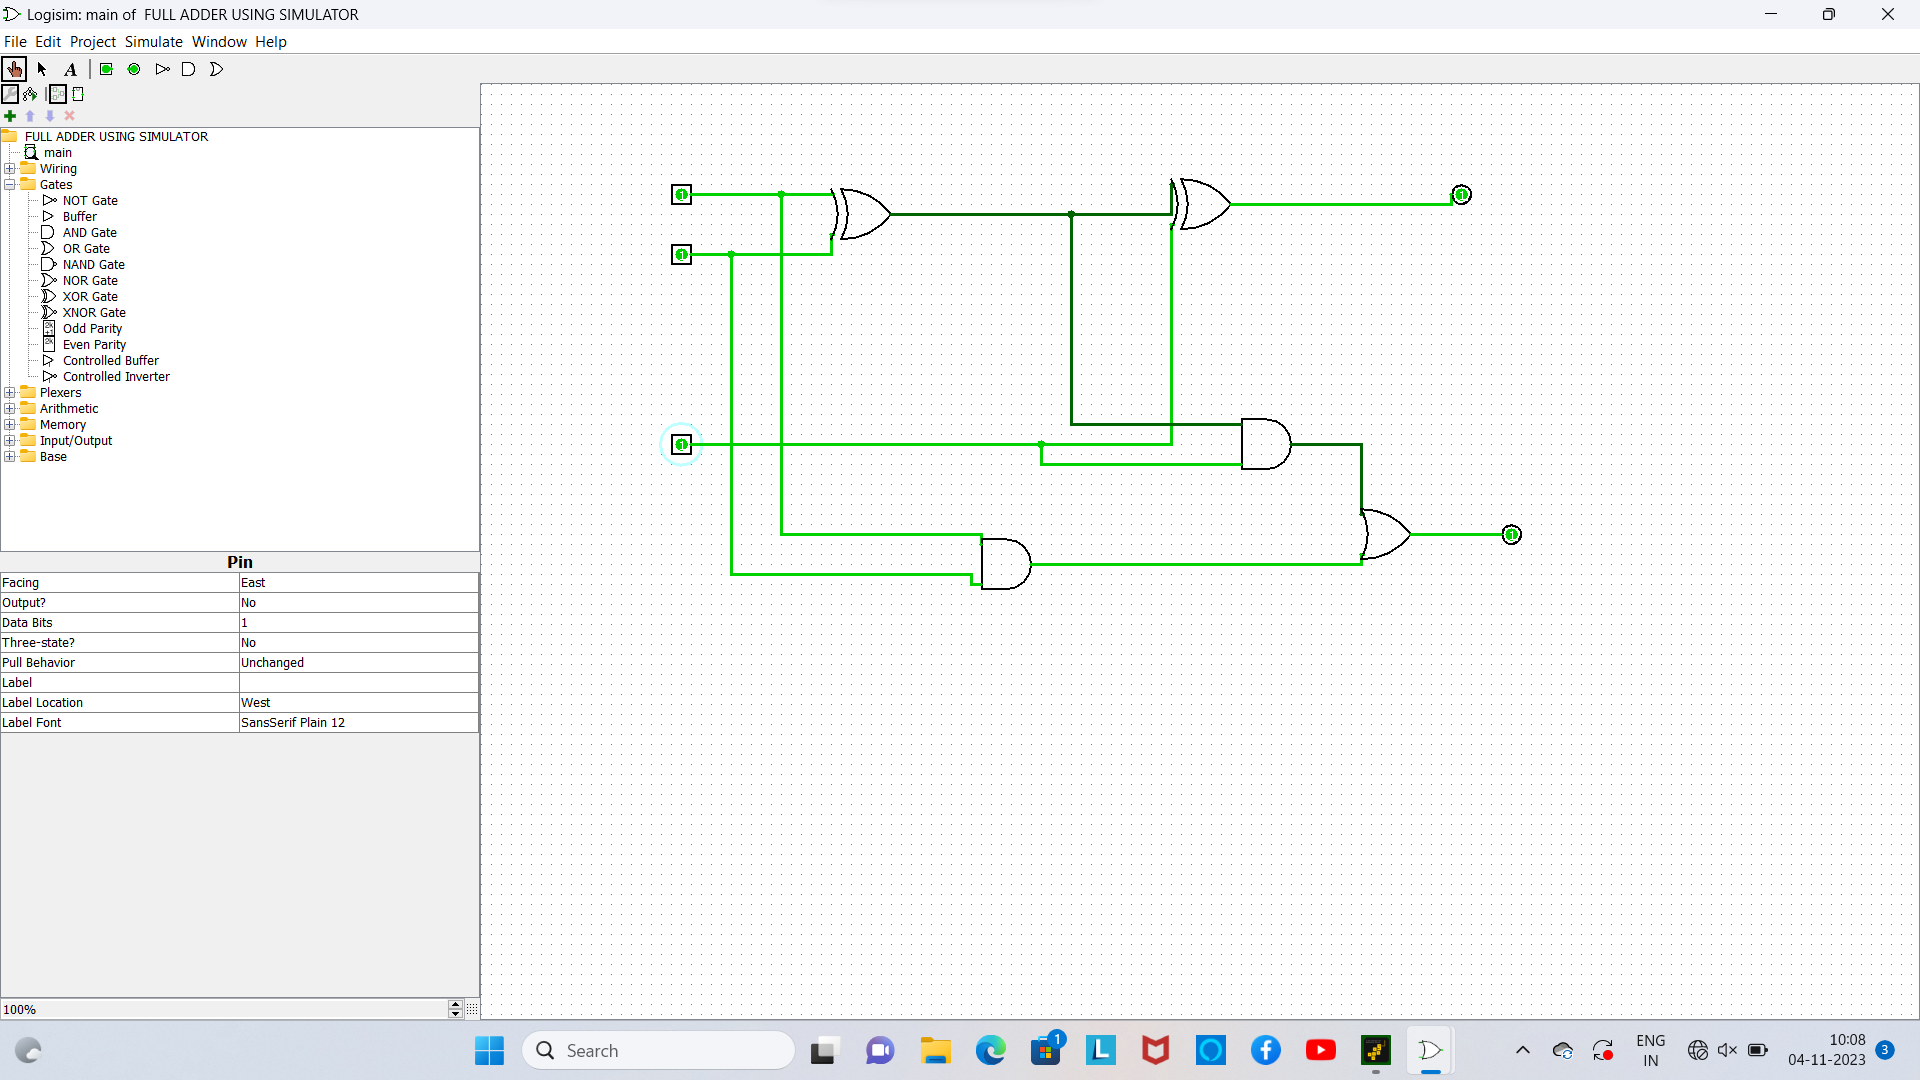 Logisim: main of  FULL ADDER USING SIMULATOR
File Edit Project Simulate Window Help
A
FULL ADDER USING SIMULATOR
main
Wiring
Gates
NOT Gate
Buffer
AND Gate
OR Gate
NAND Gate
NOR Gate
XOR Gate
XNOR Gate
Odd Parity
Even Parity
Controlled Buffer
Controlled Inverter
Plexers
Arithmetic
Memory
Input/Output
Base
1 1
1
1
1
Pin
Facing East
Output? No
Data Bits 1
Three-state? No
Pull Behavior Unchanged
Label
Label Location West
Label Font SansSerif Plain 12
100%
Search
1
L
ENG
IN
10:08
04-11-2023
3